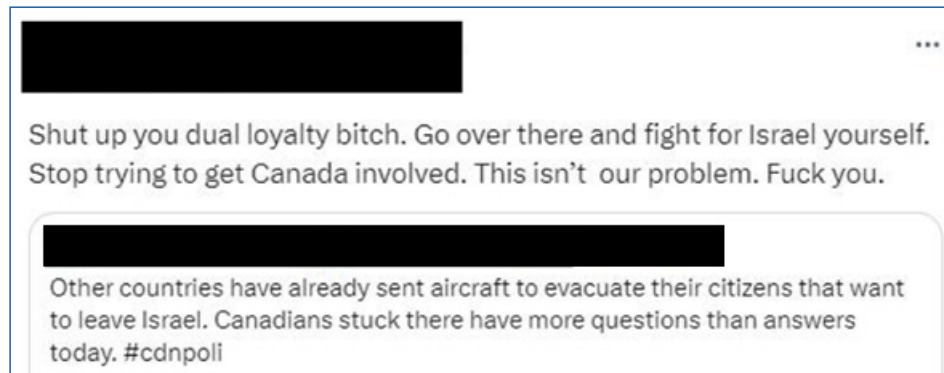 Shut up you dual loyalty bitch. Go over there and fight for Israel yourself.
Stop trying to get Canada involved. This isn't  our problem. Fuck you.
Other countries have already sent aircraft to evacuate their citizens that want
to leave Israel. Canadians stuck there have more questions than answers
today. #cdnpoli